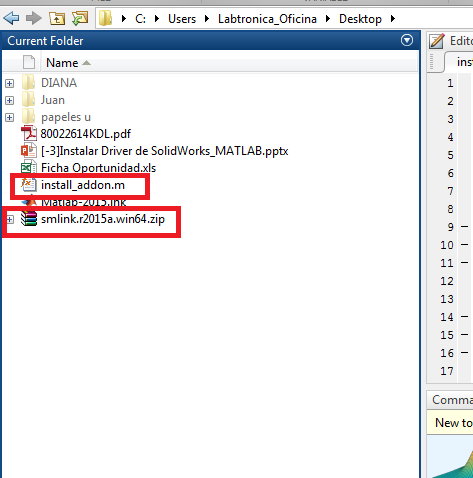 C: ▸ Users ▸ Labtronica_Oficina ▸ Desktop ▸
Current Folder
Name
DIANA
Juan
papeles u
80022614KDL.pdf
[-3]Instalar Driver de SolidWorks_MATLAB.pptx
Ficha Oportunidad.xls
install_addon.m
Matlab-2015.lnk
smlink.r2015a.win64.zip
Edito
ins
1
2
3
4
5
6
7
8
9 –
10 –
11 –
12
13
14 –
15 –
16 –
17
Comma
New to